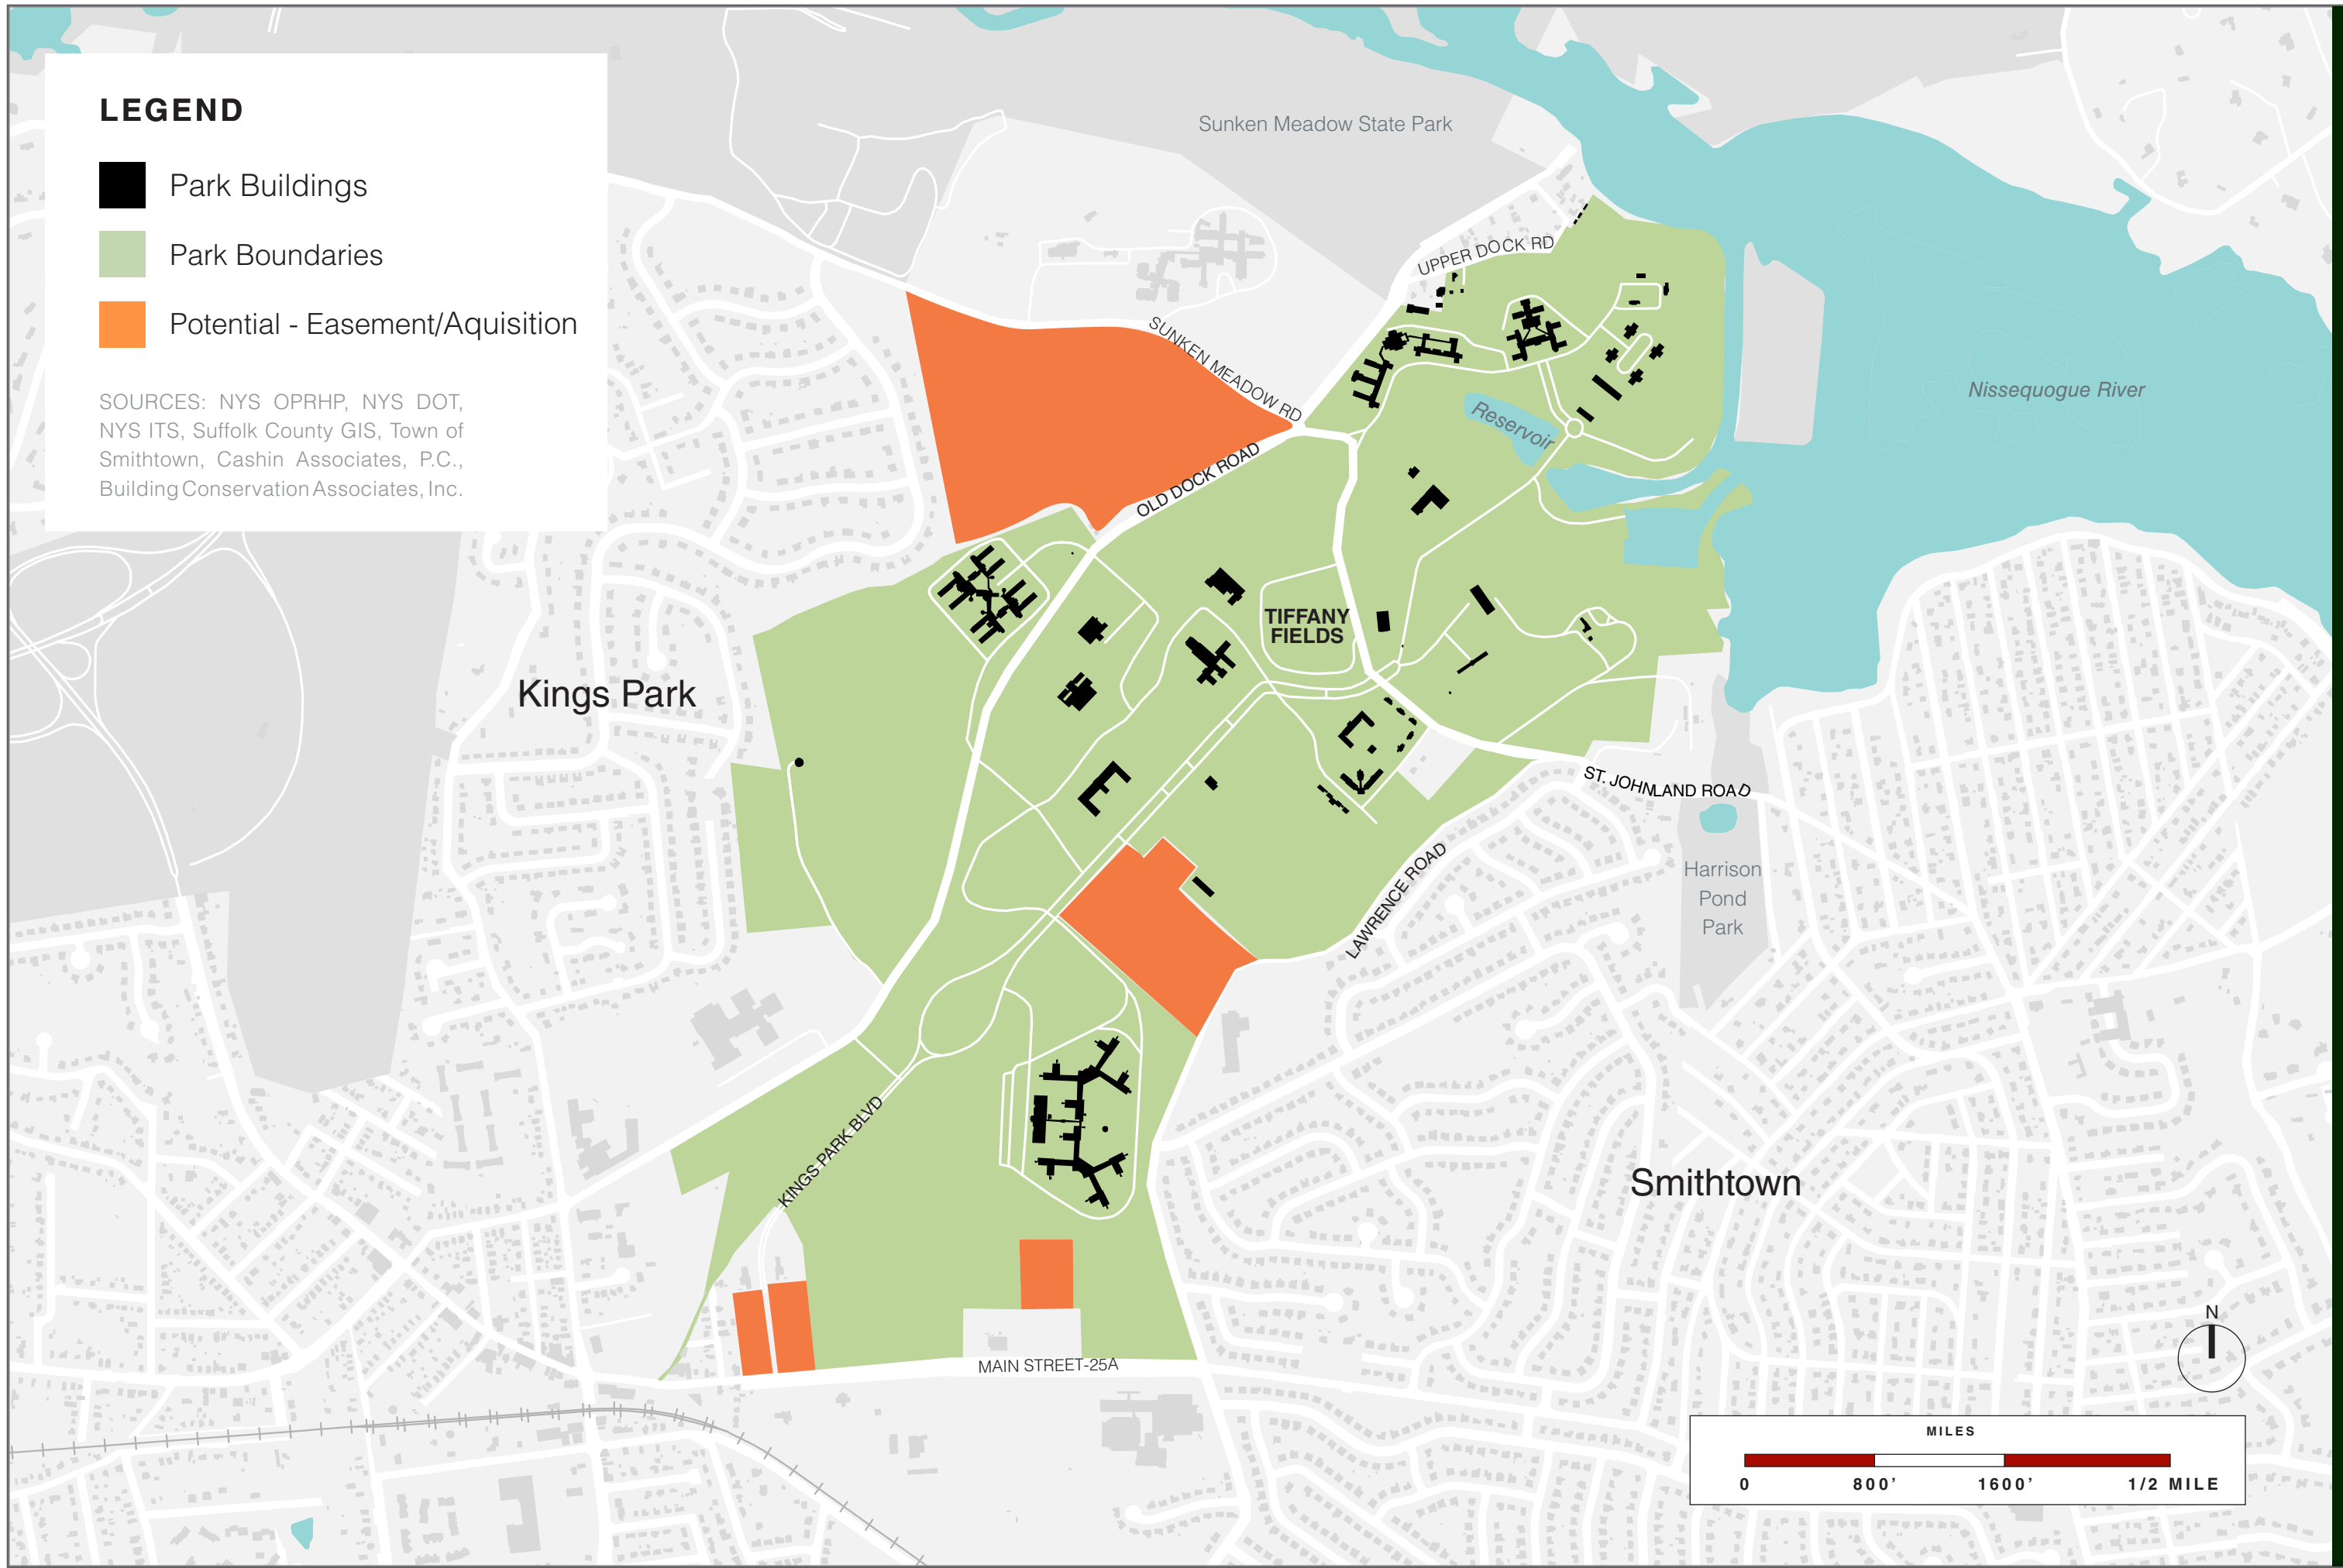 LEGEND
Park Buildings
Park Boundaries
Potential - Easement/Aquisition
SOURCES: NYS OPRHP, NYS DOT,
NYS ITS, Suffolk County GIS, Town of
Smithtown, Cashin Associates, P.C.,
Building Conservation Associates, Inc.
Sunken Meadow State Park
UPPER DOCK RD
SUNKEN MEADOW RD
Nissequogue River
Reservoir
OLD DOCK ROAD
TIFFANY
FIELDS
Kings Park
ST. JOHNLAND ROAD
LAWRENCE ROAD
Harrison
Pond
Park
KINGS PARK BLVD
Smithtown
MAIN STREET-25A
N
MILES
0 800’ 1600’ 1/2 MILE